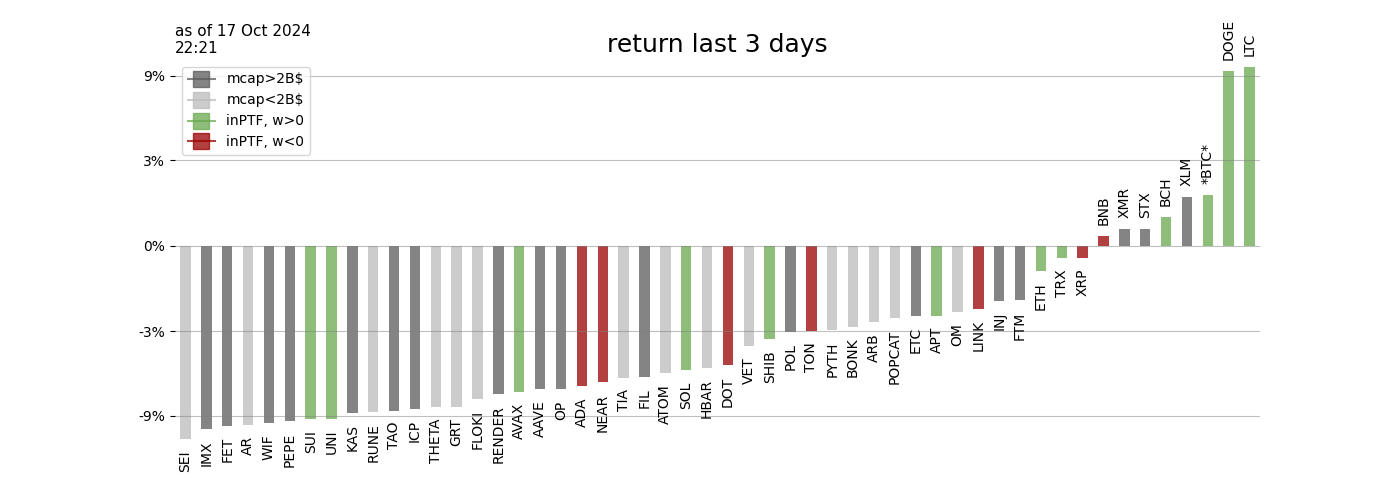 as of 17 Oct 2024
22:21
return last 3 days
mcap>2B$
mcap<2B$
inPTF, w>0
inPTF, w<0
9%
3%
0%
-3%
-9%
SEI
IMX
FET
AR
WIF
PEPE
SUI
UNI
KAS
RUNE
TAO
ICP
THETA
GRT
FLOKI
RENDER
AVAX
AAVE
OP
ADA
NEAR
TIA
FIL
ATOM
SOL
HBAR
DOT
VET
SHIB
POL
TON
PYTH
BONK
ARB
POPCAT
ETC
APT
OM
LINK
INJ
FTM
ETH
TRX
XRP
BNB
XMR
STX
BCH
XLM
*BTC*
DOGE
LTC